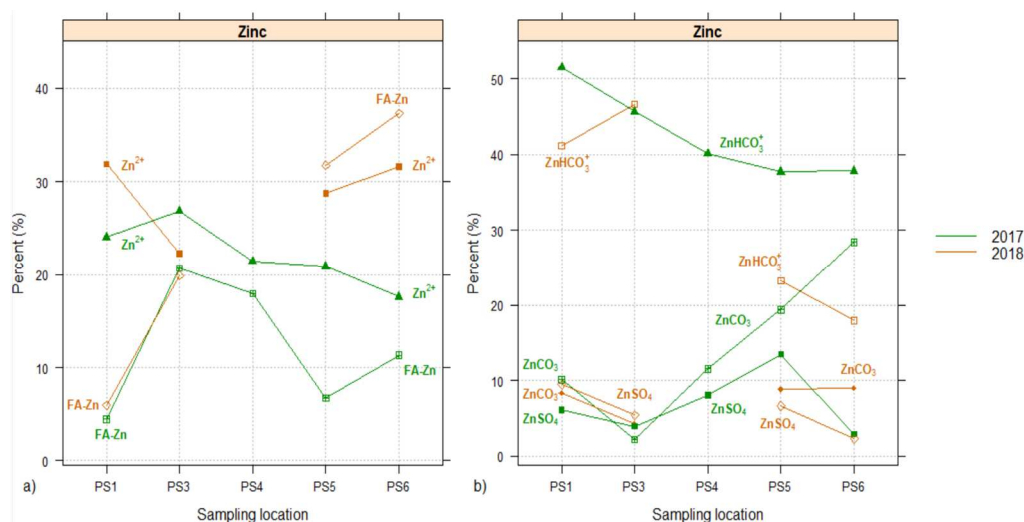 Zinc
40
30
20
10
0
Percent (%)
FA-Zn
Zn²⁺
Zn²⁺
Zn²⁺
Zn²⁺
FA-Zn
FA-Zn
FA-Zn
PS1 PS3 PS4 PS5 PS6
a)
Sampling location
Zinc
50
40
30
20
10
0
Percent (%)
ZnHCO₃⁺
ZnHCO₃⁺
ZnHCO₃⁺
ZnCO₃
ZnCO₃
ZnCO₃
ZnSO₄
ZnCO₃
ZnSO₄
ZnSO₄
ZnSO₄
PS1 PS3 PS4 PS5 PS6
b)
Sampling location
2017
2018